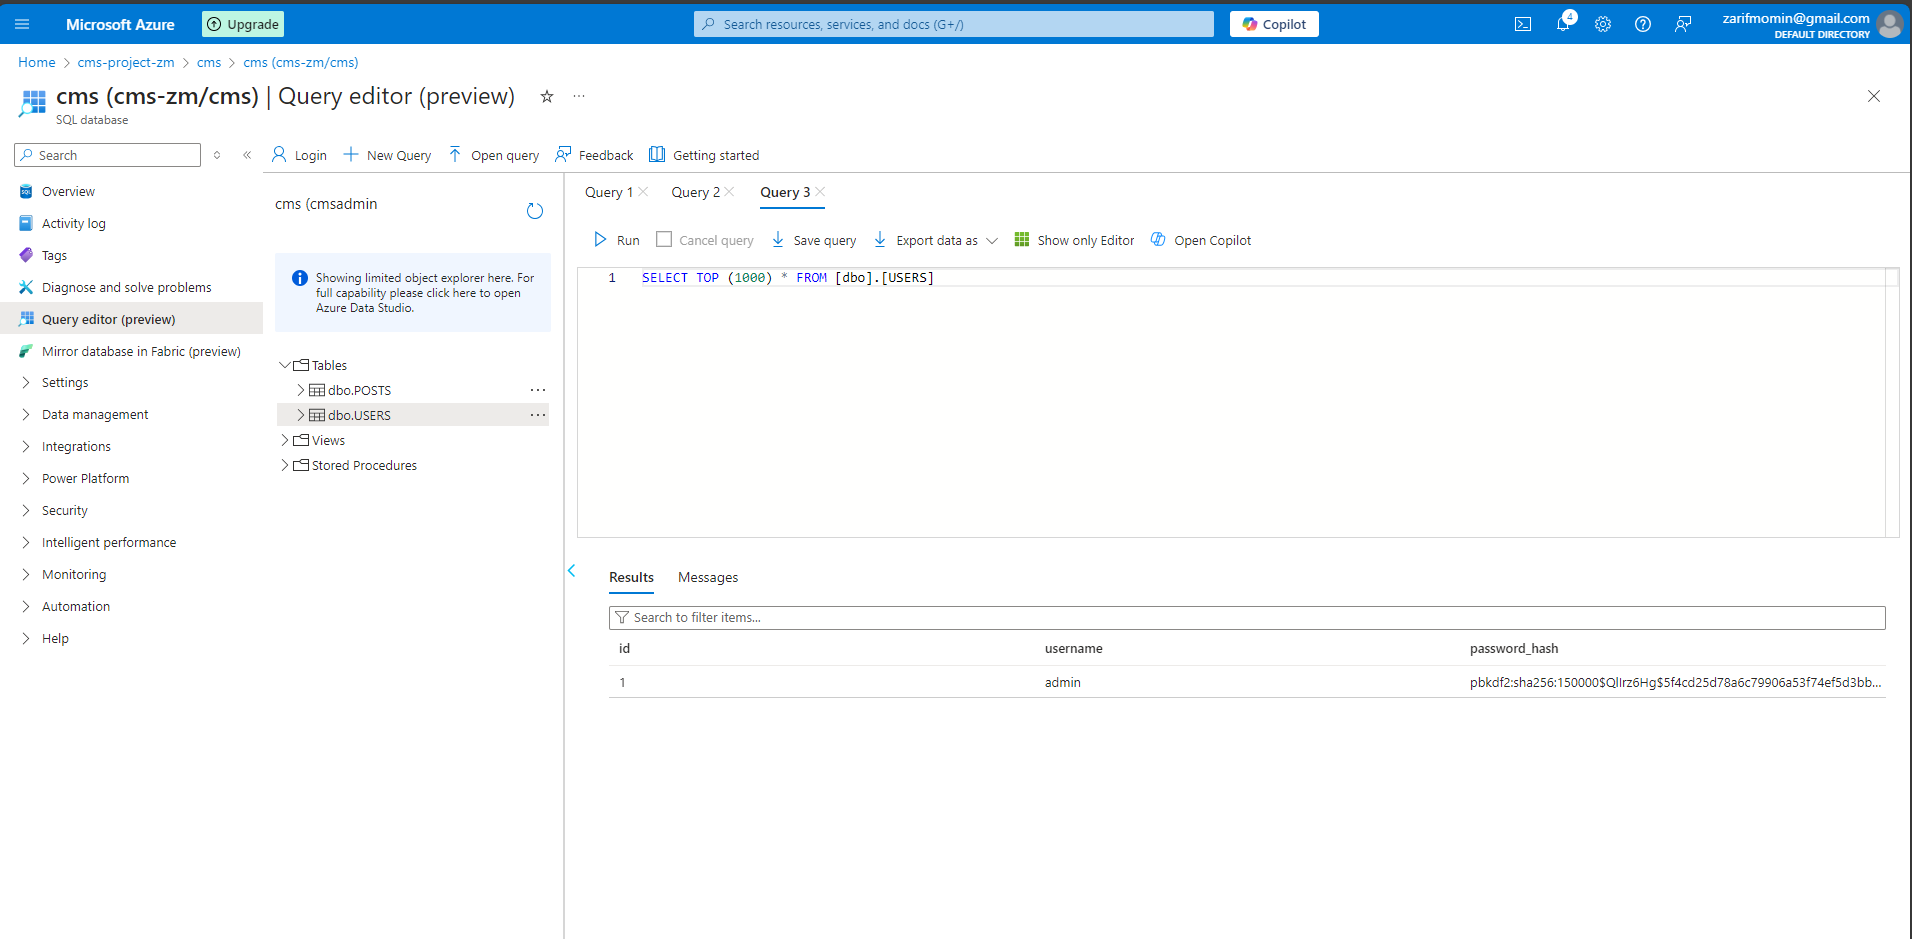 Microsoft Azure
Upgrade
Search resources, services, and docs (G+/)
Copilot
4
zarifmomin@gmail.com
DEFAULT DIRECTORY
Home > cms-project-zm > cms > cms (cms-zm/cms)
cms (cms-zm/cms) | Query editor (preview)
SQL database
Search
Login
New Query
Open query
Feedback
Getting started
Overview
Activity log
Tags
Diagnose and solve problems
Query editor (preview)
Mirror database in Fabric (preview)
Settings
Data management
Integrations
Power Platform
Security
Intelligent performance
Monitoring
Automation
Help
cms (cmsadmin
Showing limited object explorer here. For
full capability please click here to open
Azure Data Studio.
Tables
dbo.POSTS
dbo.USERS
Views
Stored Procedures
Query 1
Query 2
Query 3
Run
Cancel query
Save query
Export data as
Show only Editor
Open Copilot
1 SELECT TOP (1000) * FROM [dbo].[USERS]
Results
Messages
Search to filter items...
id username password_hash
1 admin pbkdf2:sha256:150000$QlIrz6Hg$5f4cd25d78a6c79906a53f74ef5d3bb...